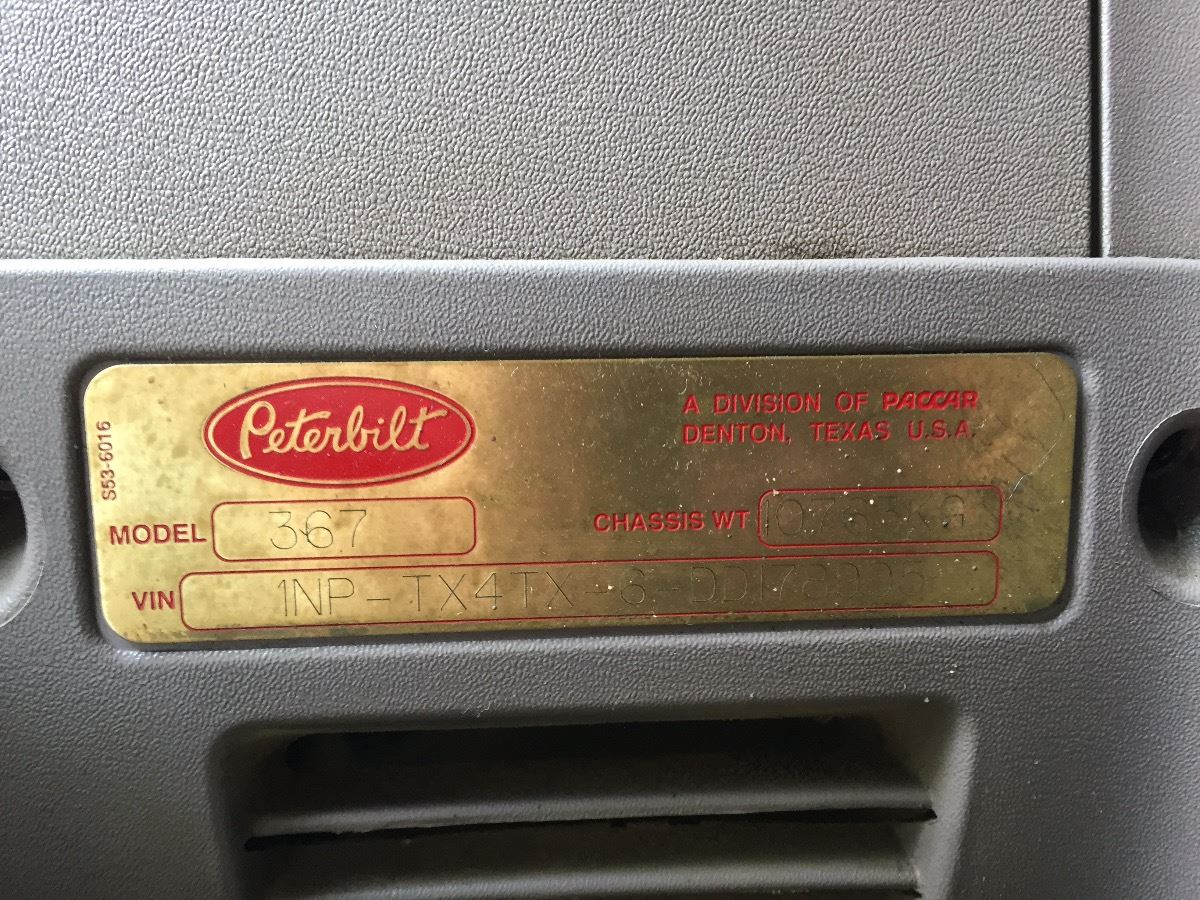 S53-6016
Peterbilt
A DIVISION OF PACCAR
DENTON, TEXAS U.S.A.
MODEL 367
CHASSIS WT
VIN